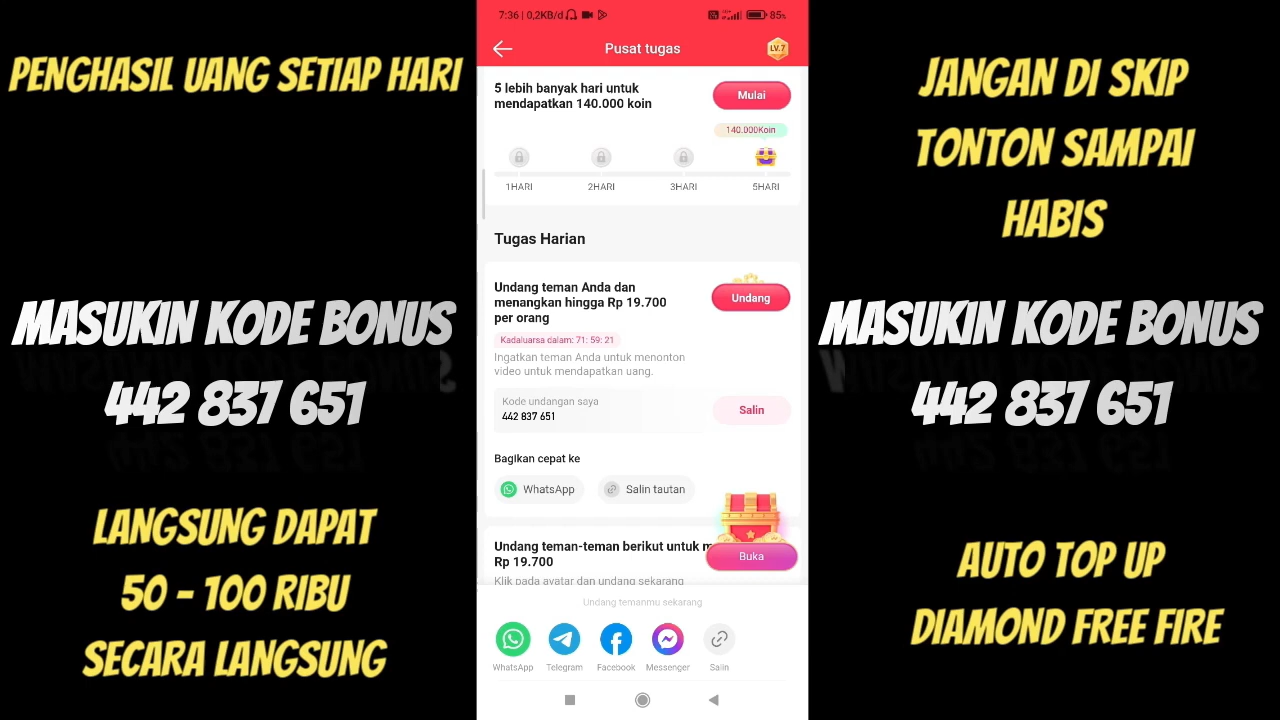 PENGHASIL UANG SETIAP HARI
MASUKIN KODE BONUS
442 837 651
LANGSUNG DAPAT
50 - 100 RIBU
SECARA LANGSUNG
7:36 | 0,2KB/d
85%
Pusat tugas
LV.7
5 lebih banyak hari untuk
mendapatkan 140.000 koin
Mulai
140.000Koin
1HARI 2HARI 3HARI 5HARI
Tugas Harian
Undang teman Anda dan
menangkan hingga Rp 19.700
per orang
Undang
Kadaluarsa dalam: 71: 59: 21
Ingatkan teman Anda untuk menonton
video untuk mendapatkan uang.
Kode undangan saya
442 837 651
Salin
Bagikan cepat ke
WhatsApp
Salin tautan
Undang teman-teman berikut untuk m
Rp 19.700
Buka
Klik pada avatar dan undang sekarang
Undang temanmu sekarang
WhatsApp Telegram Facebook Messenger Salin
JANGAN DI SKIP
TONTON SAMPAI
HABIS
MASUKIN KODE BONUS
442 837 651
AUTO TOP UP
DIAMOND FREE FIRE